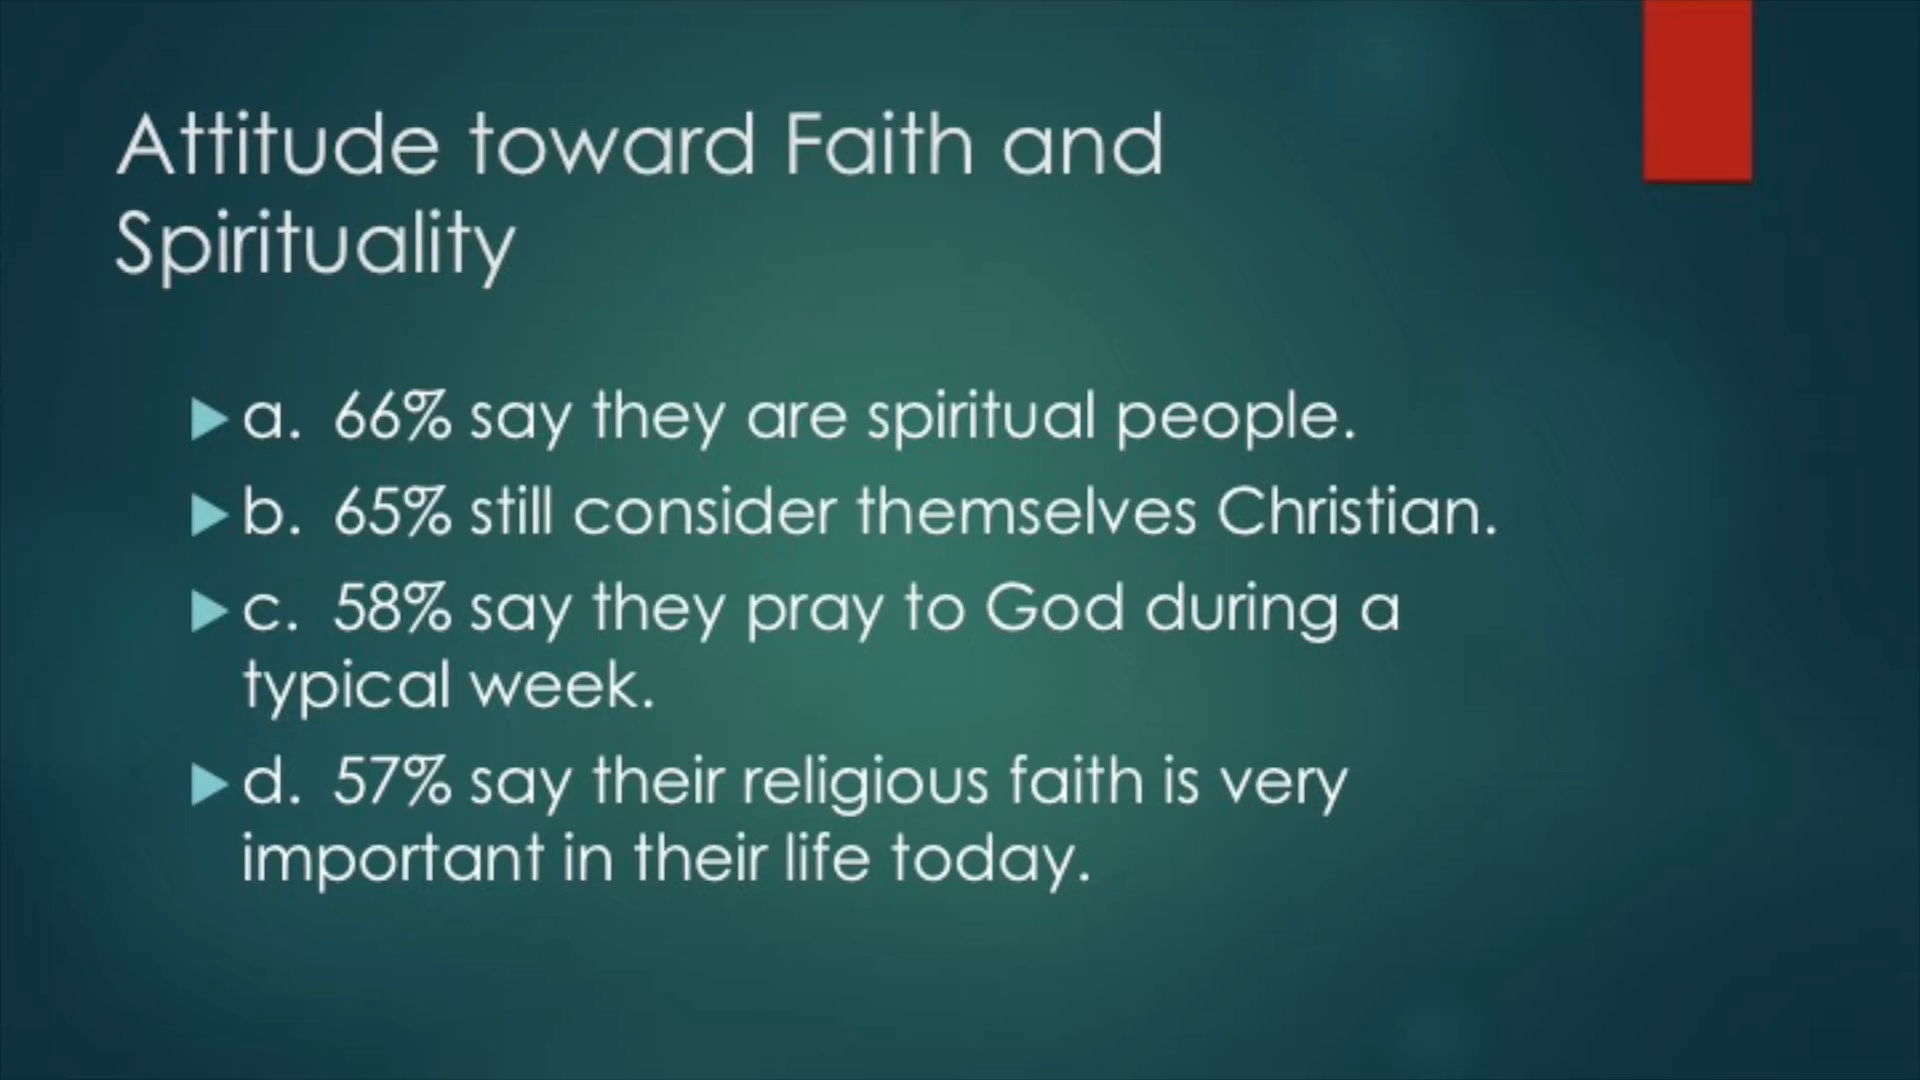 Attitude toward Faith and
Spirituality
a. 66% say they are spiritual people.
b. 65% still consider themselves Christian.
c. 58% say they pray to God during a
typical week.
d. 57% say their religious faith is very
important in their life today.